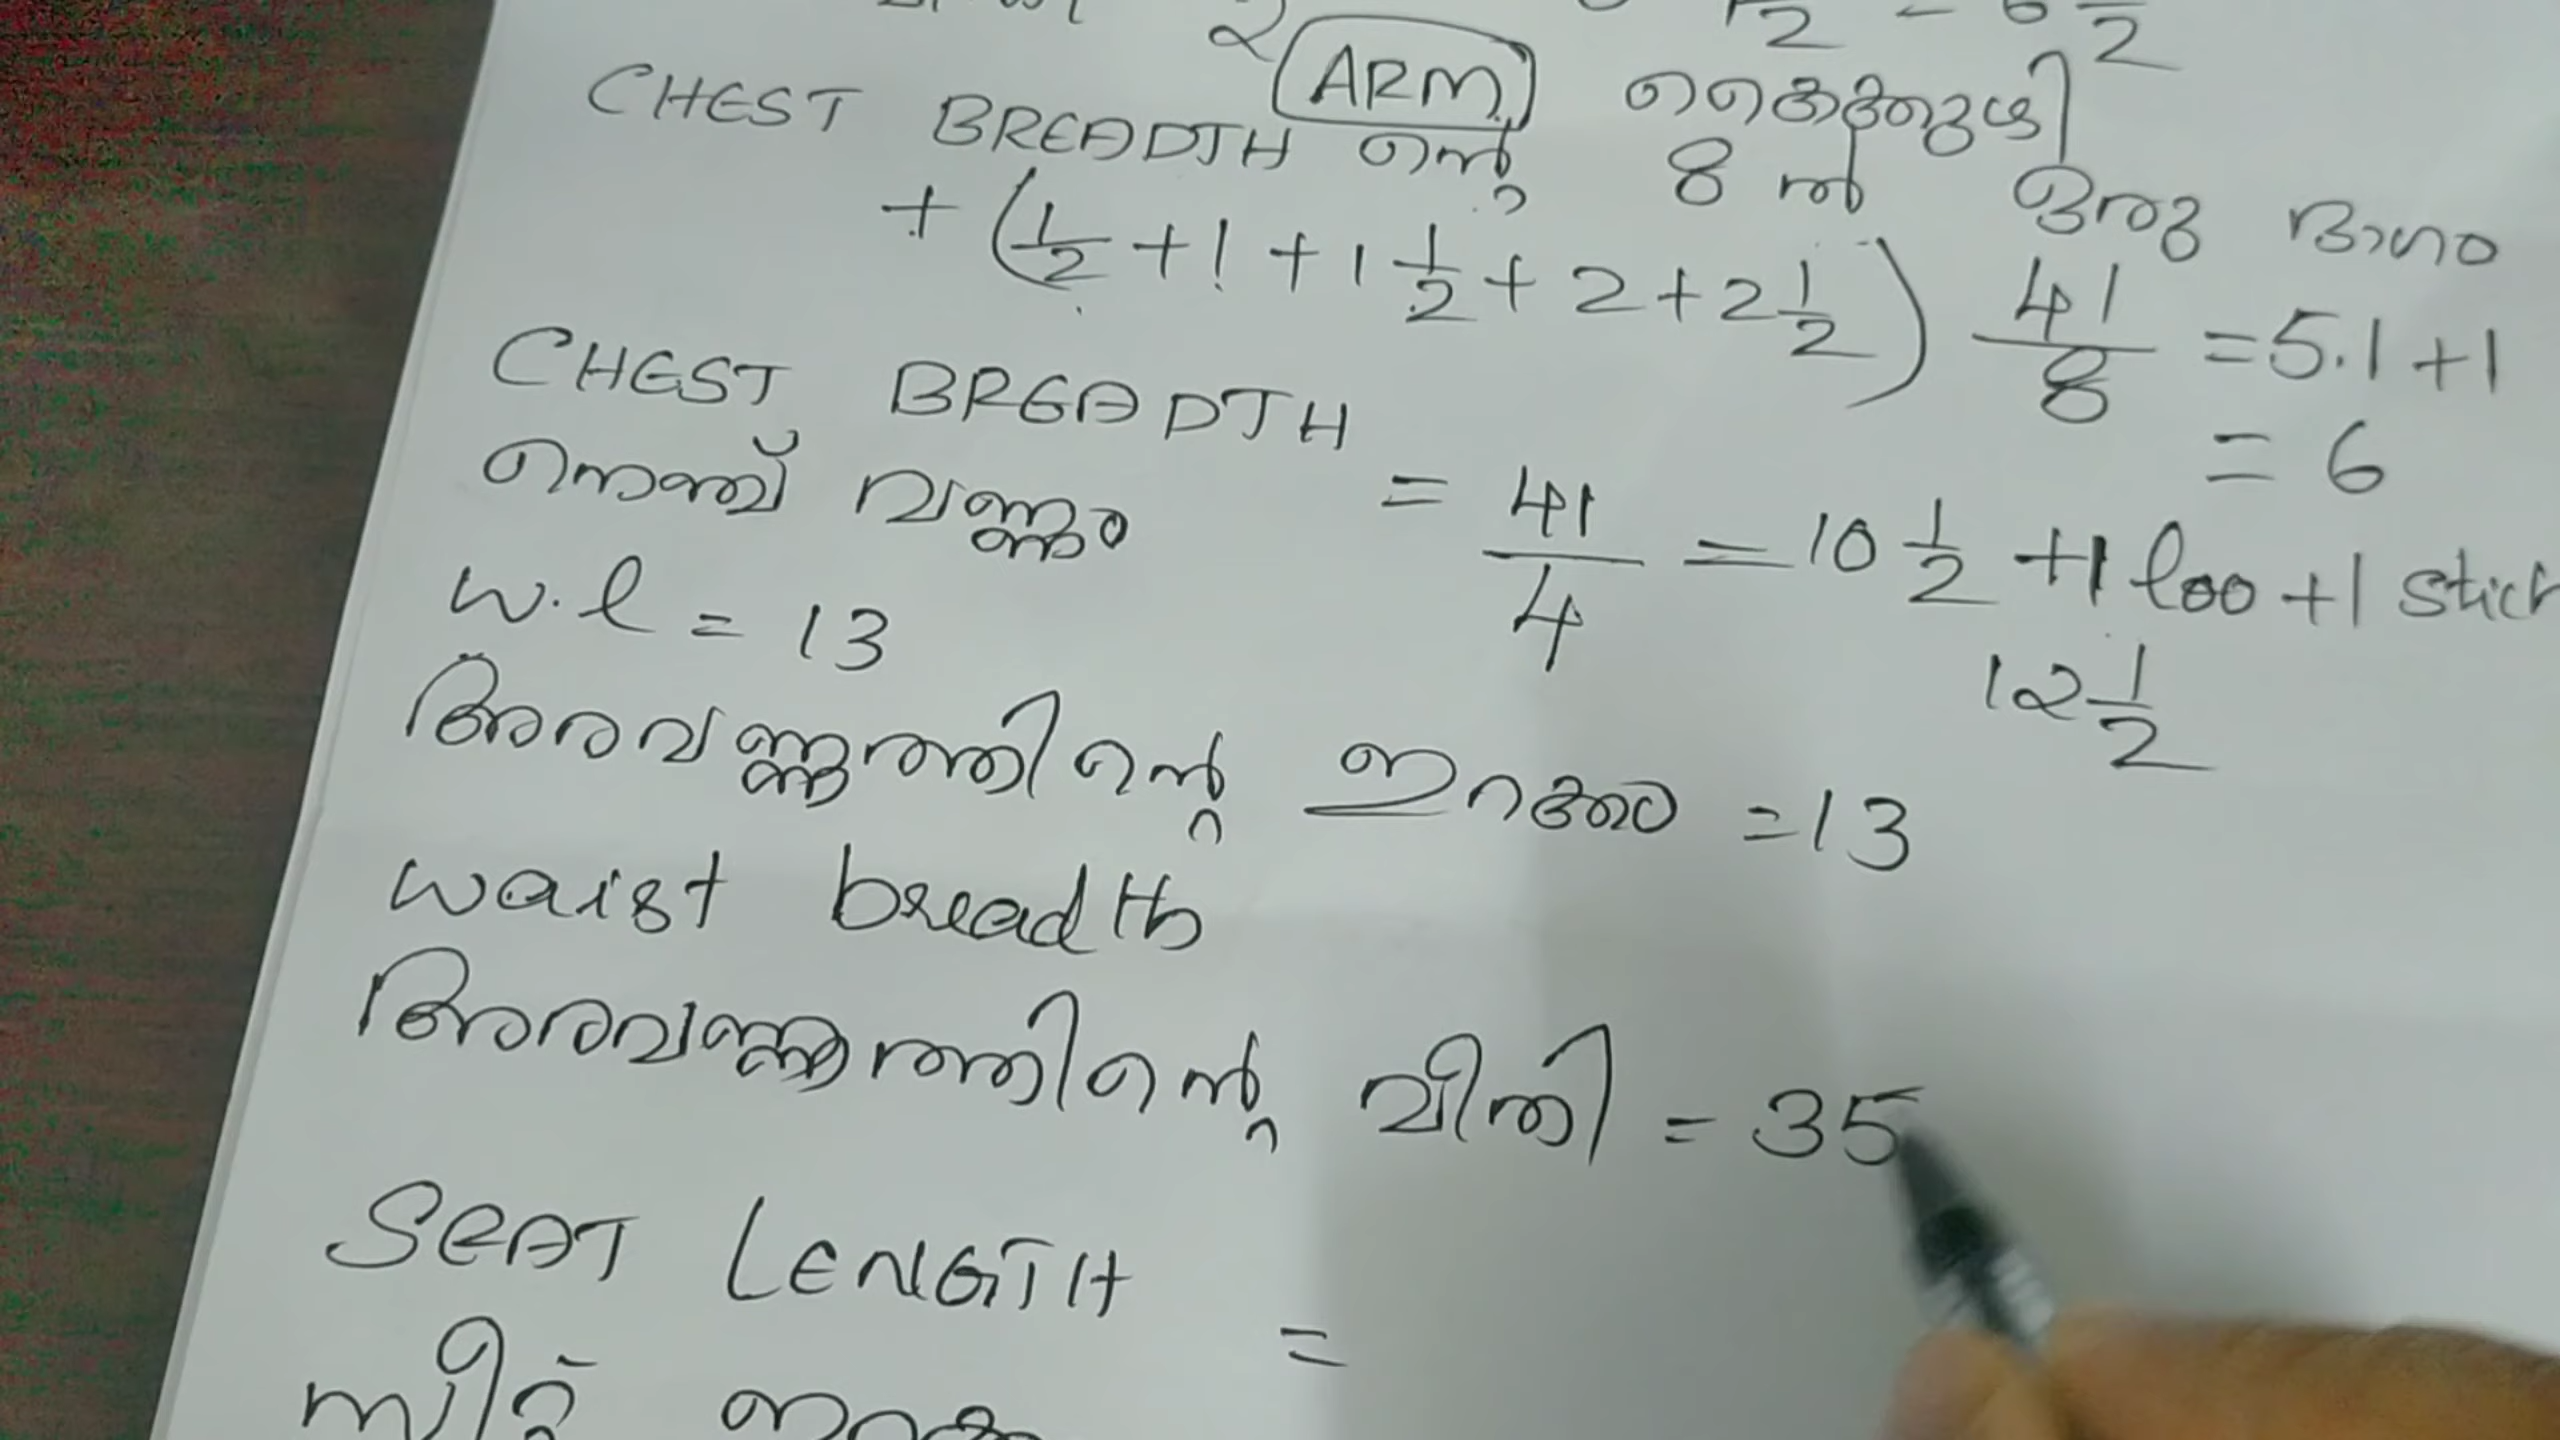 ARM കൈക്കുഴി
CHEST BREADTH ന്റെ 8 ൽ ഒരു ഭാഗം
+ (1/2 + 1 + 1 1/2 + 2 + 2 1/2) 41/8 = 5.1 + 1
= 6
CHEST BREADTH
നെഞ്ച് വണ്ണം = 41/4 = 10 1/2 + 1 loo + 1 stich
12 1/2
W.l = 13
അരവണ്ണത്തിന്റെ ഇറക്കം = 13
waist breadth
അരവണ്ണത്തിന്റെ വീതി = 35
SEAT LENGTH =
സീറ്റ്